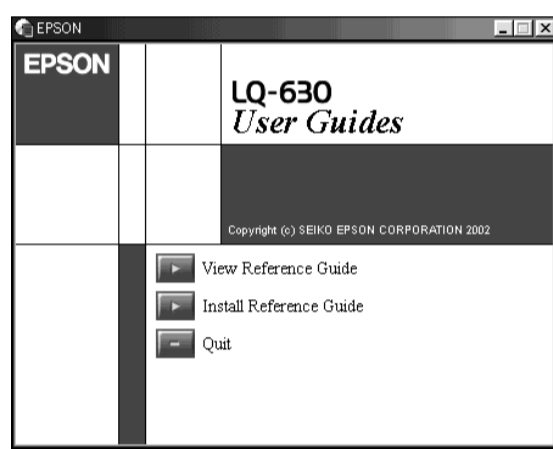 EPSON
EPSON
LQ-630
User Guides
Copyright (c) SEIKO EPSON CORPORATION 2002
View Reference Guide
Install Reference Guide
Quit